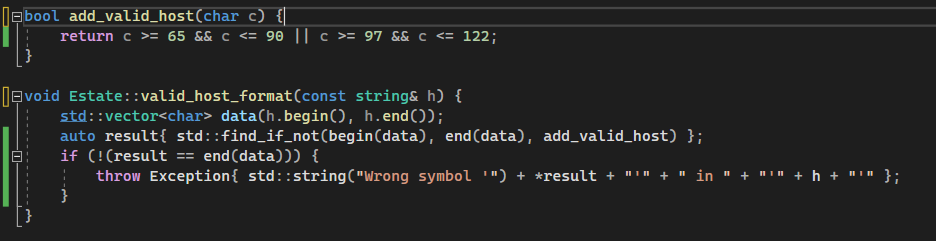 bool add_valid_host(char c) {
    return c >= 65 && c <= 90 || c >= 97 && c <= 122;
}
void Estate::valid_host_format(const string& h) {
    std::vector<char> data(h.begin(), h.end());
    auto result{ std::find_if_not(begin(data), end(data), add_valid_host) };
    if (!(result == end(data))) {
        throw Exception{ std::string("Wrong symbol '") + *result + "'" + " in " + "'" + h + "'" };
    }
}